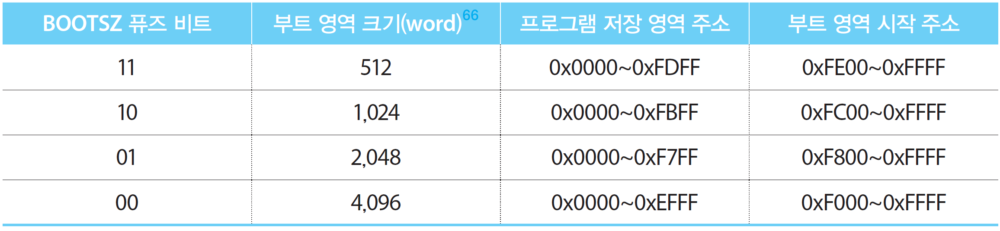 BOOTSZ 퓨즈 비트 부트 영역 크기(word)66 프로그램 저장 영역 주소 부트 영역 시작 주소
11 512 0x0000~0xFDFF 0xFE00~0xFFFF
10 1,024 0x0000~0xFBFF 0xFC00~0xFFFF
01 2,048 0x0000~0xF7FF 0xF800~0xFFFF
00 4,096 0x0000~0xEFFF 0xF000~0xFFFF